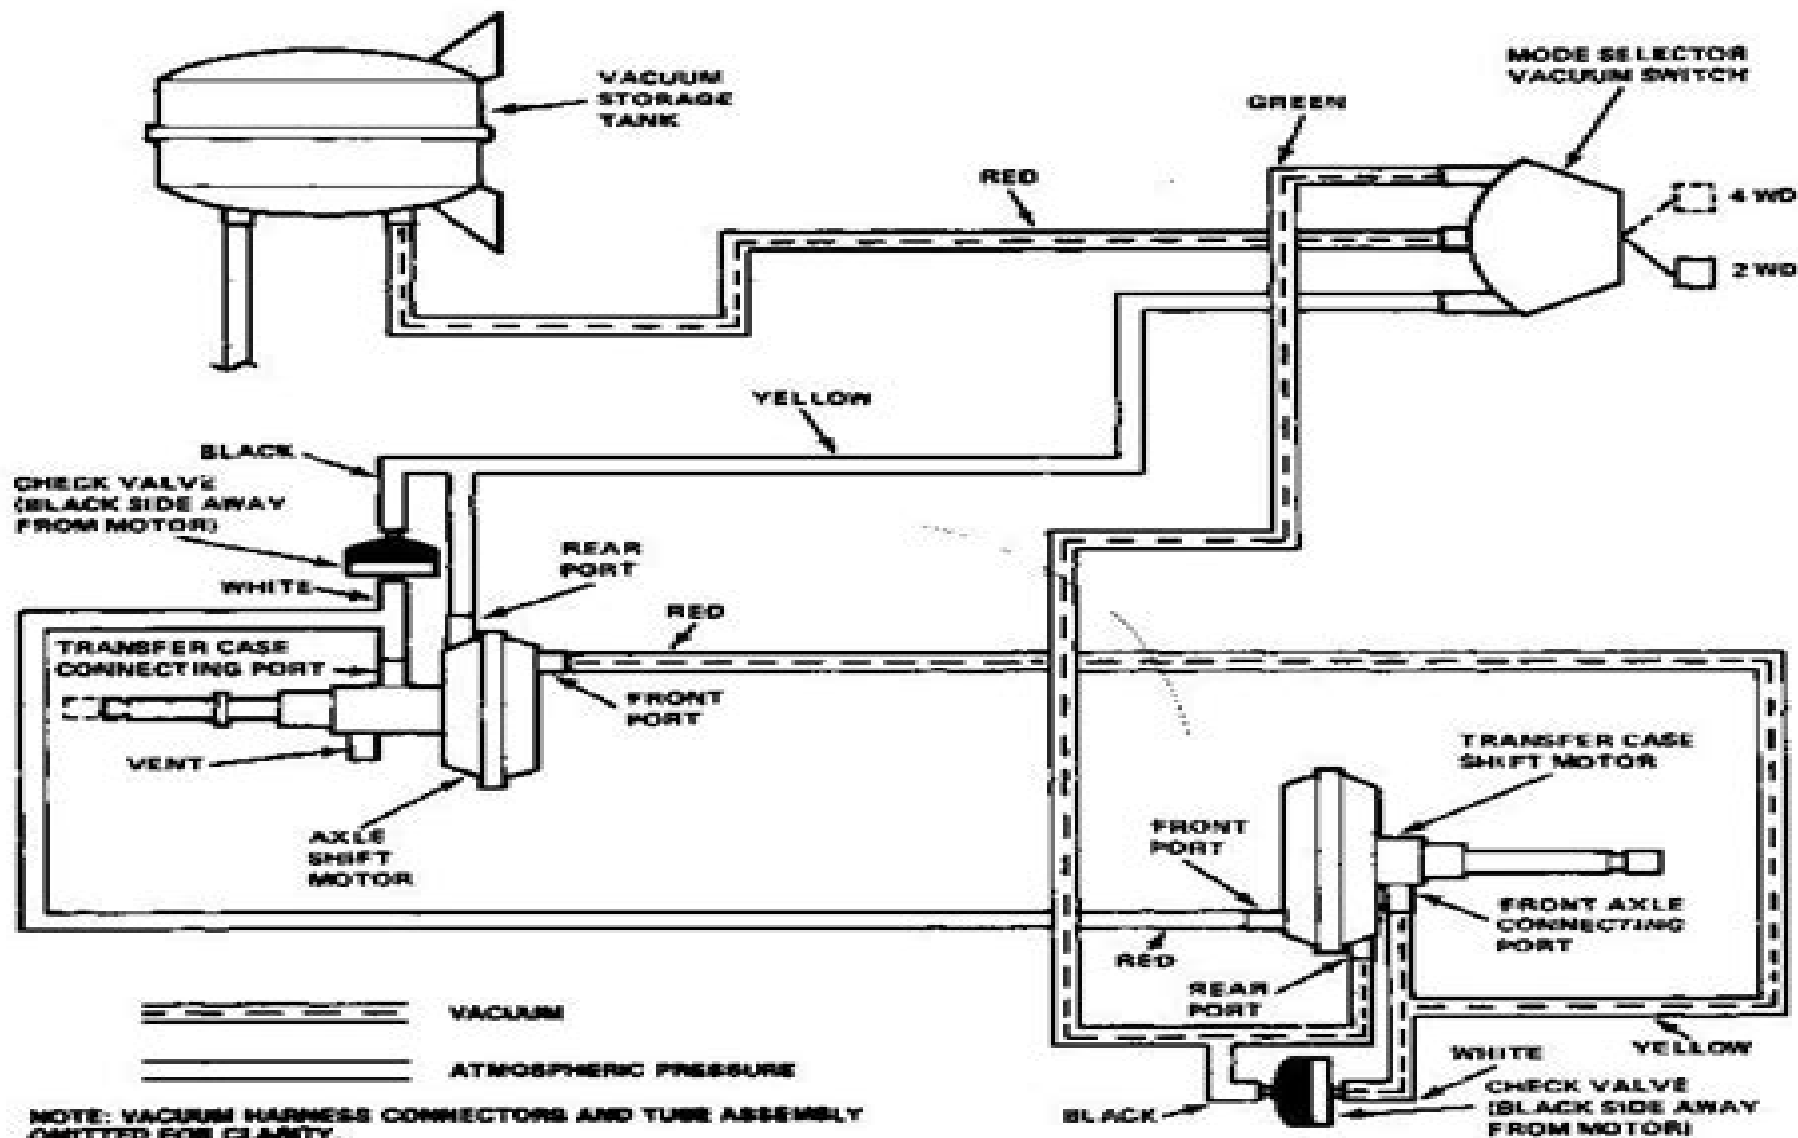 VACUUM
STORAGE
TANK
MODE SELECTOR
VACUUM SWITCH
GREEN
RED
4 WD
2 WD
YELLOW
BLACK
CHECK VALVE
(BLACK SIDE AWAY
FROM MOTOR)
WHITE
REAR
PORT
RED
TRANSFER CASE
CONNECTING PORT
FRONT
PORT
VENT
AXLE
SHIFT
MOTOR
TRANSFER CASE
SHIFT MOTOR
FRONT
PORT
FRONT AXLE
CONNECTING
PORT
RED
REAR
PORT
YELLOW
WHITE
CHECK VALVE
(BLACK SIDE AWAY
FROM MOTOR)
BLACK
VACUUM
ATMOSPHERIC PRESSURE
NOTE: VACUUM HARNESS CONNECTORS AND TUBE ASSEMBLY
OMITTED FOR CLARITY.